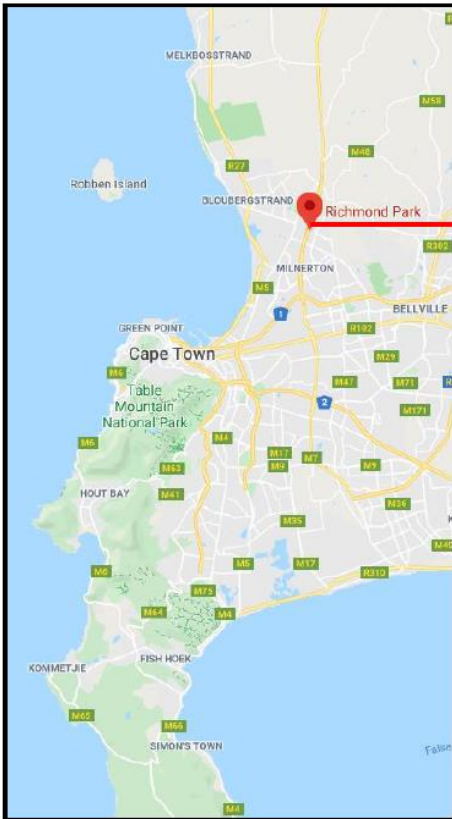 MELKBOSSTRAND
M58
M48
R27
Robben Island
BLOUBERGSTRAND
Richmond Park
R302
MILNERTON
M5
1
BELLVILLE
GREEN POINT
R102
Cape Town
M29
M6
M47
M71
Table
Mountain
National Park
2
M171
M6
M4
M17
M7
M63
M9
M9
HOUT BAY
M41
M36
M35
M6
M5
M17
R310
M75
M64
M4
FISH HOEK
KOMMETJIE
M65
M66
SIMON'S TOWN
False
M4